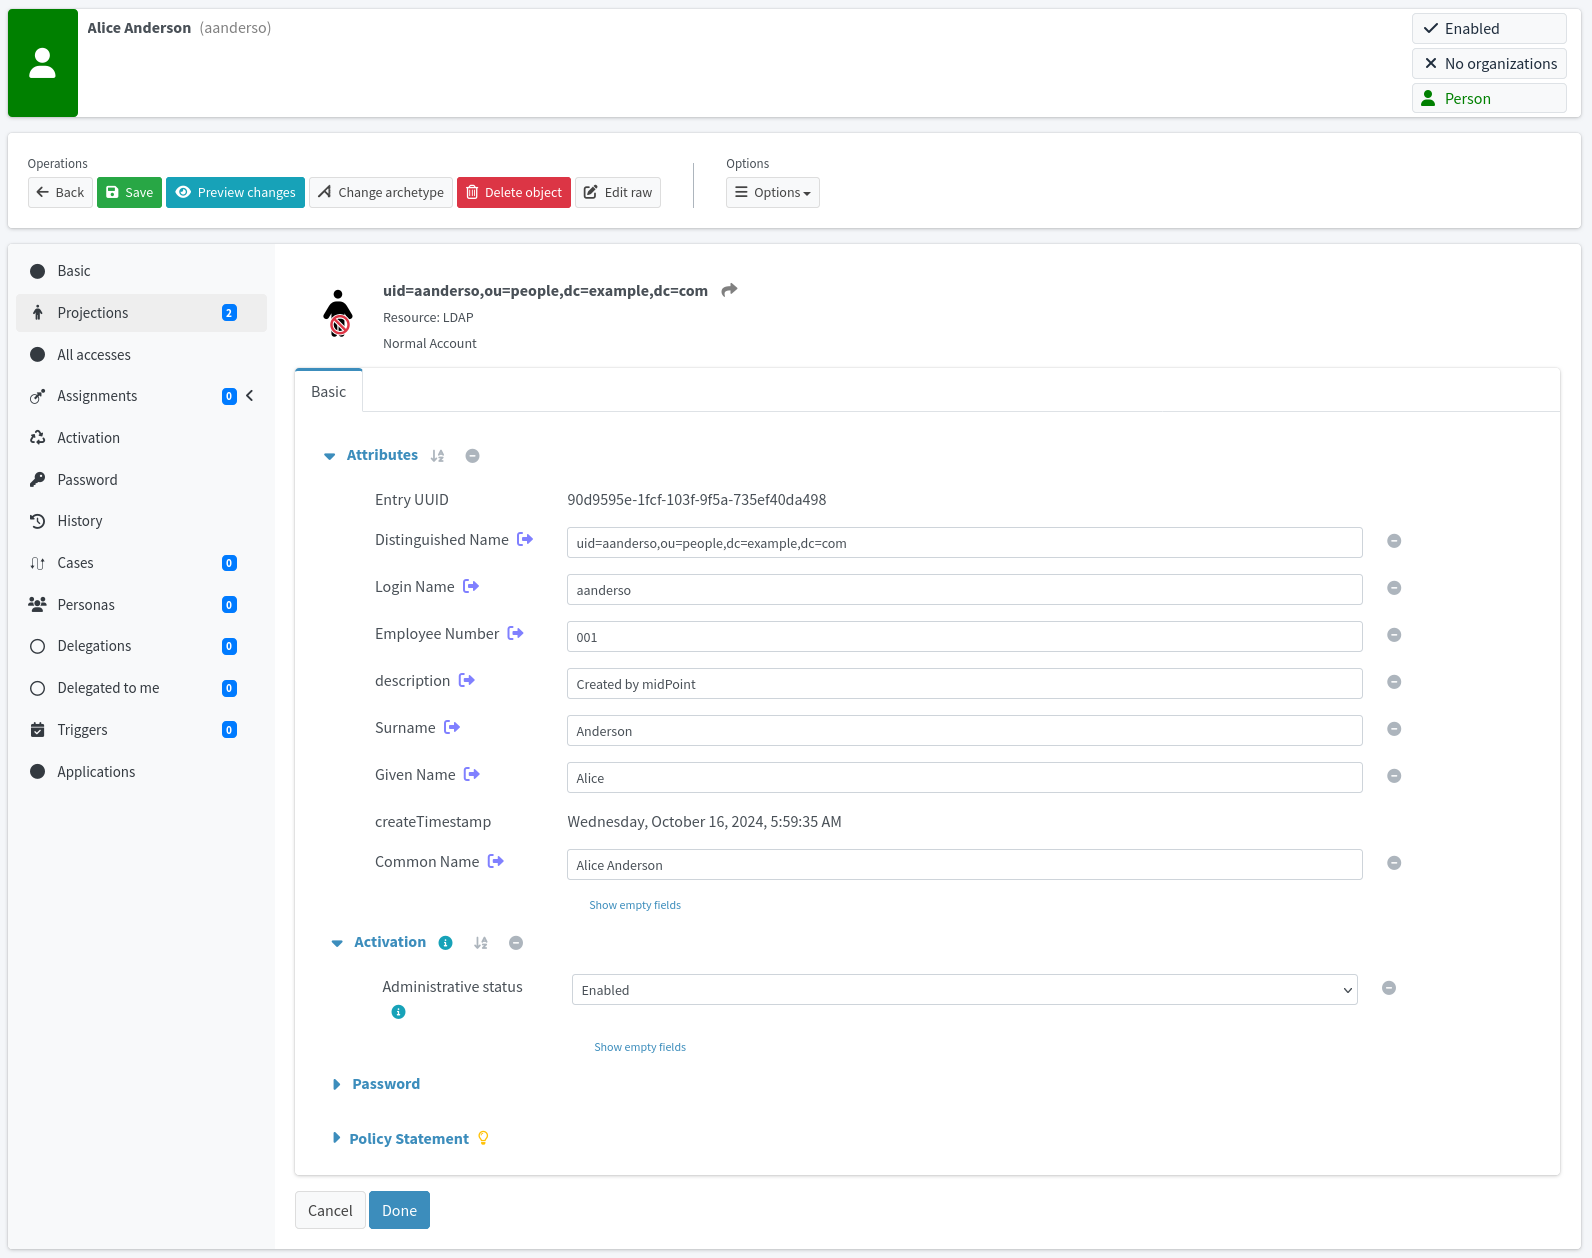 Alice Anderson (aanderso)
Enabled
No organizations
Person
Operations
Options
Back
Save
Preview changes
Change archetype
Delete object
Edit raw
Options
Basic
Projections 2
All accesses
Assignments 0
Activation
Password
History
Cases 0
Personas 0
Delegations 0
Delegated to me 0
Triggers 0
Applications
uid=aanderso,ou=people,dc=example,dc=com
Resource: LDAP
Normal Account
Basic
Attributes
Entry UUID 90d9595e-1fcf-103f-9f5a-735ef40da498
Distinguished Name uid=aanderso,ou=people,dc=example,dc=com
Login Name aanderso
Employee Number 001
description Created by midPoint
Surname Anderson
Given Name Alice
createTimestamp Wednesday, October 16, 2024, 5:59:35 AM
Common Name Alice Anderson
Show empty fields
Activation
Administrative status Enabled
Show empty fields
Password
Policy Statement
Cancel
Done